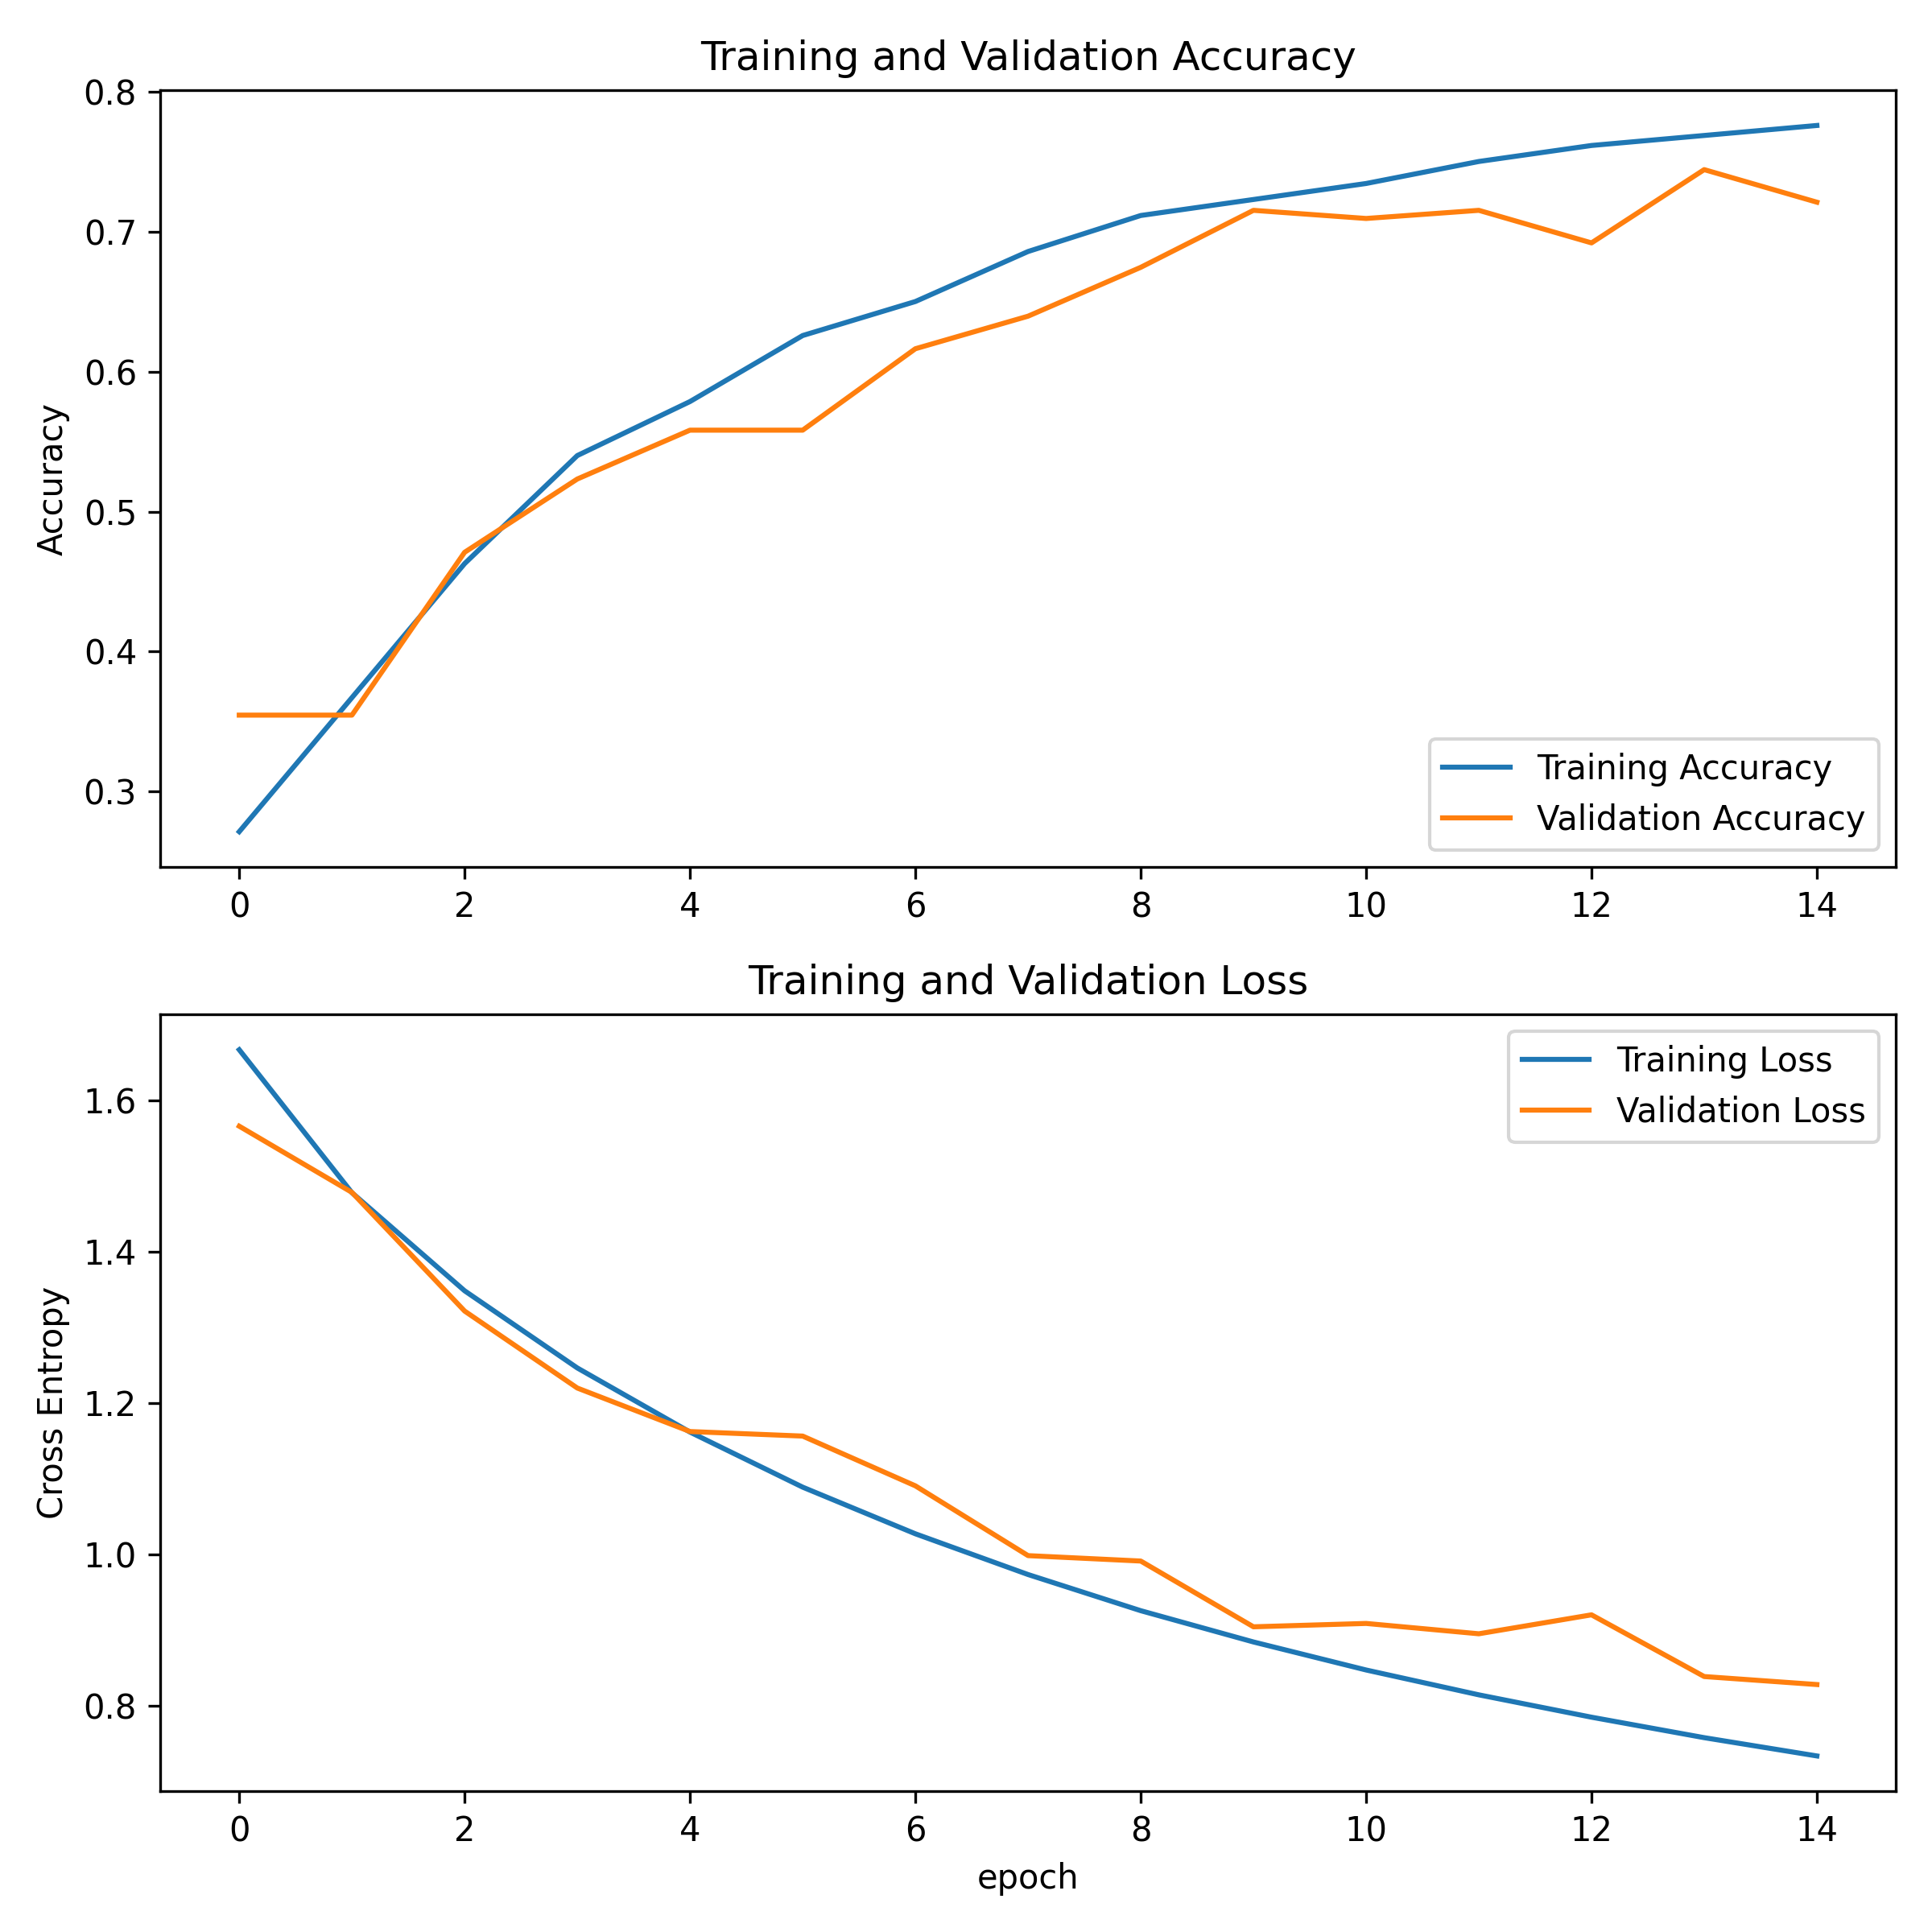 Training and Validation Accuracy
Accuracy
0.8
0.7
0.6
0.5
0.4
0.3
Training Accuracy
Validation Accuracy
0 2 4 6 8 10 12 14
Training and Validation Loss
Cross Entropy
1.6
1.4
1.2
1.0
0.8
Training Loss
Validation Loss
0 2 4 6 8 10 12 14
epoch